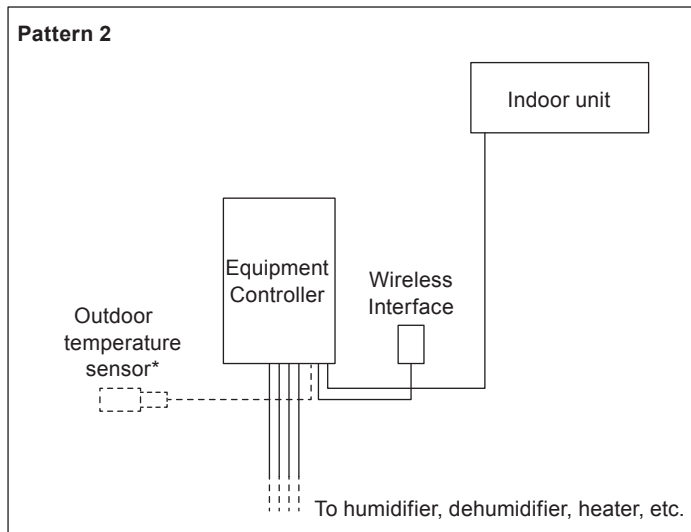 Pattern 2
Indoor unit
Equipment
Controller
Wireless
Interface
Outdoor
temperature
sensor*
To humidifier, dehumidifier, heater, etc.